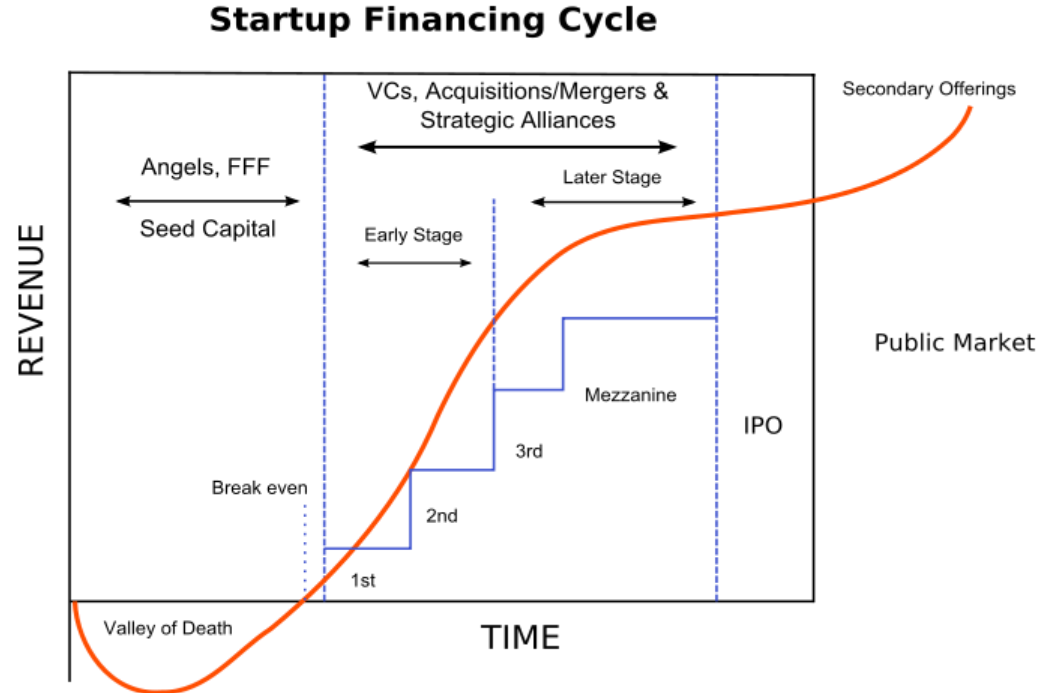 Startup Financing Cycle
VCs, Acquisitions/Mergers &
Strategic Alliances
Secondary Offerings
Angels, FFF
Later Stage
Seed Capital
Early Stage
REVENUE
Public Market
Mezzanine
IPO
3rd
Break even
2nd
1st
Valley of Death
TIME